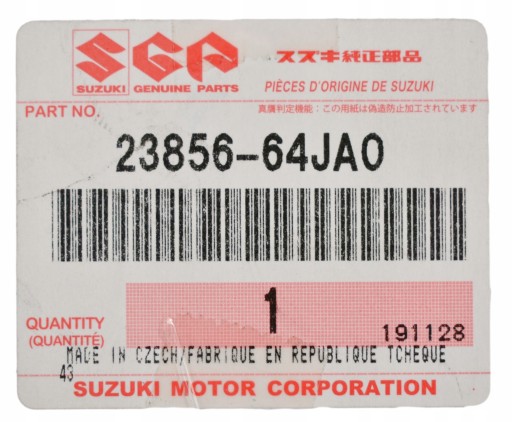 SGP
SUZUKI GENUINE PARTS
スズキ純正部品
PIÈCES D'ORIGINE DE SUZUKI
PART NO.
真贋判定機能：この用紙は偽造防止加工されています
23856-64JA0
QUANTITY
(QUANTITÉ)
1
191128
MADE IN CZECH/FABRIQUE EN REPUBLIQUE TCHEQUE
43
SUZUKI MOTOR CORPORATION